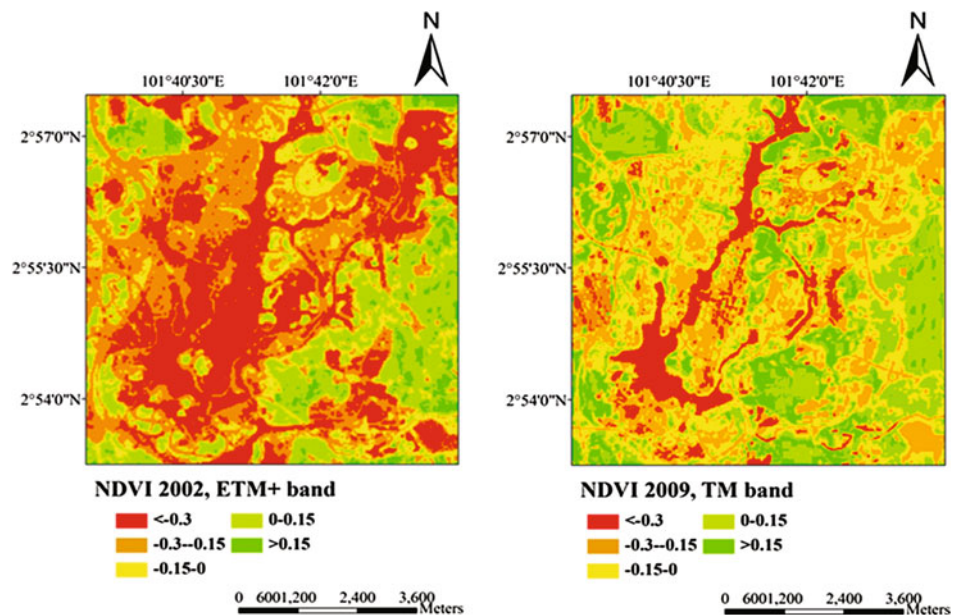 N
N
101°40'30"E 101°42'0"E
101°40'30"E 101°42'0"E
2°57'0"N
2°57'0"N
2°55'30"N
2°55'30"N
2°54'0"N
2°54'0"N
NDVI 2002, ETM+ band
<-0.3 0-0.15
-0.3--0.15 >0.15
-0.15-0
0 6001,200 2,400 3,600
Meters
NDVI 2009, TM band
<-0.3 0-0.15
-0.3--0.15 >0.15
-0.15-0
0 6001,200 2,400 3,600
Meters